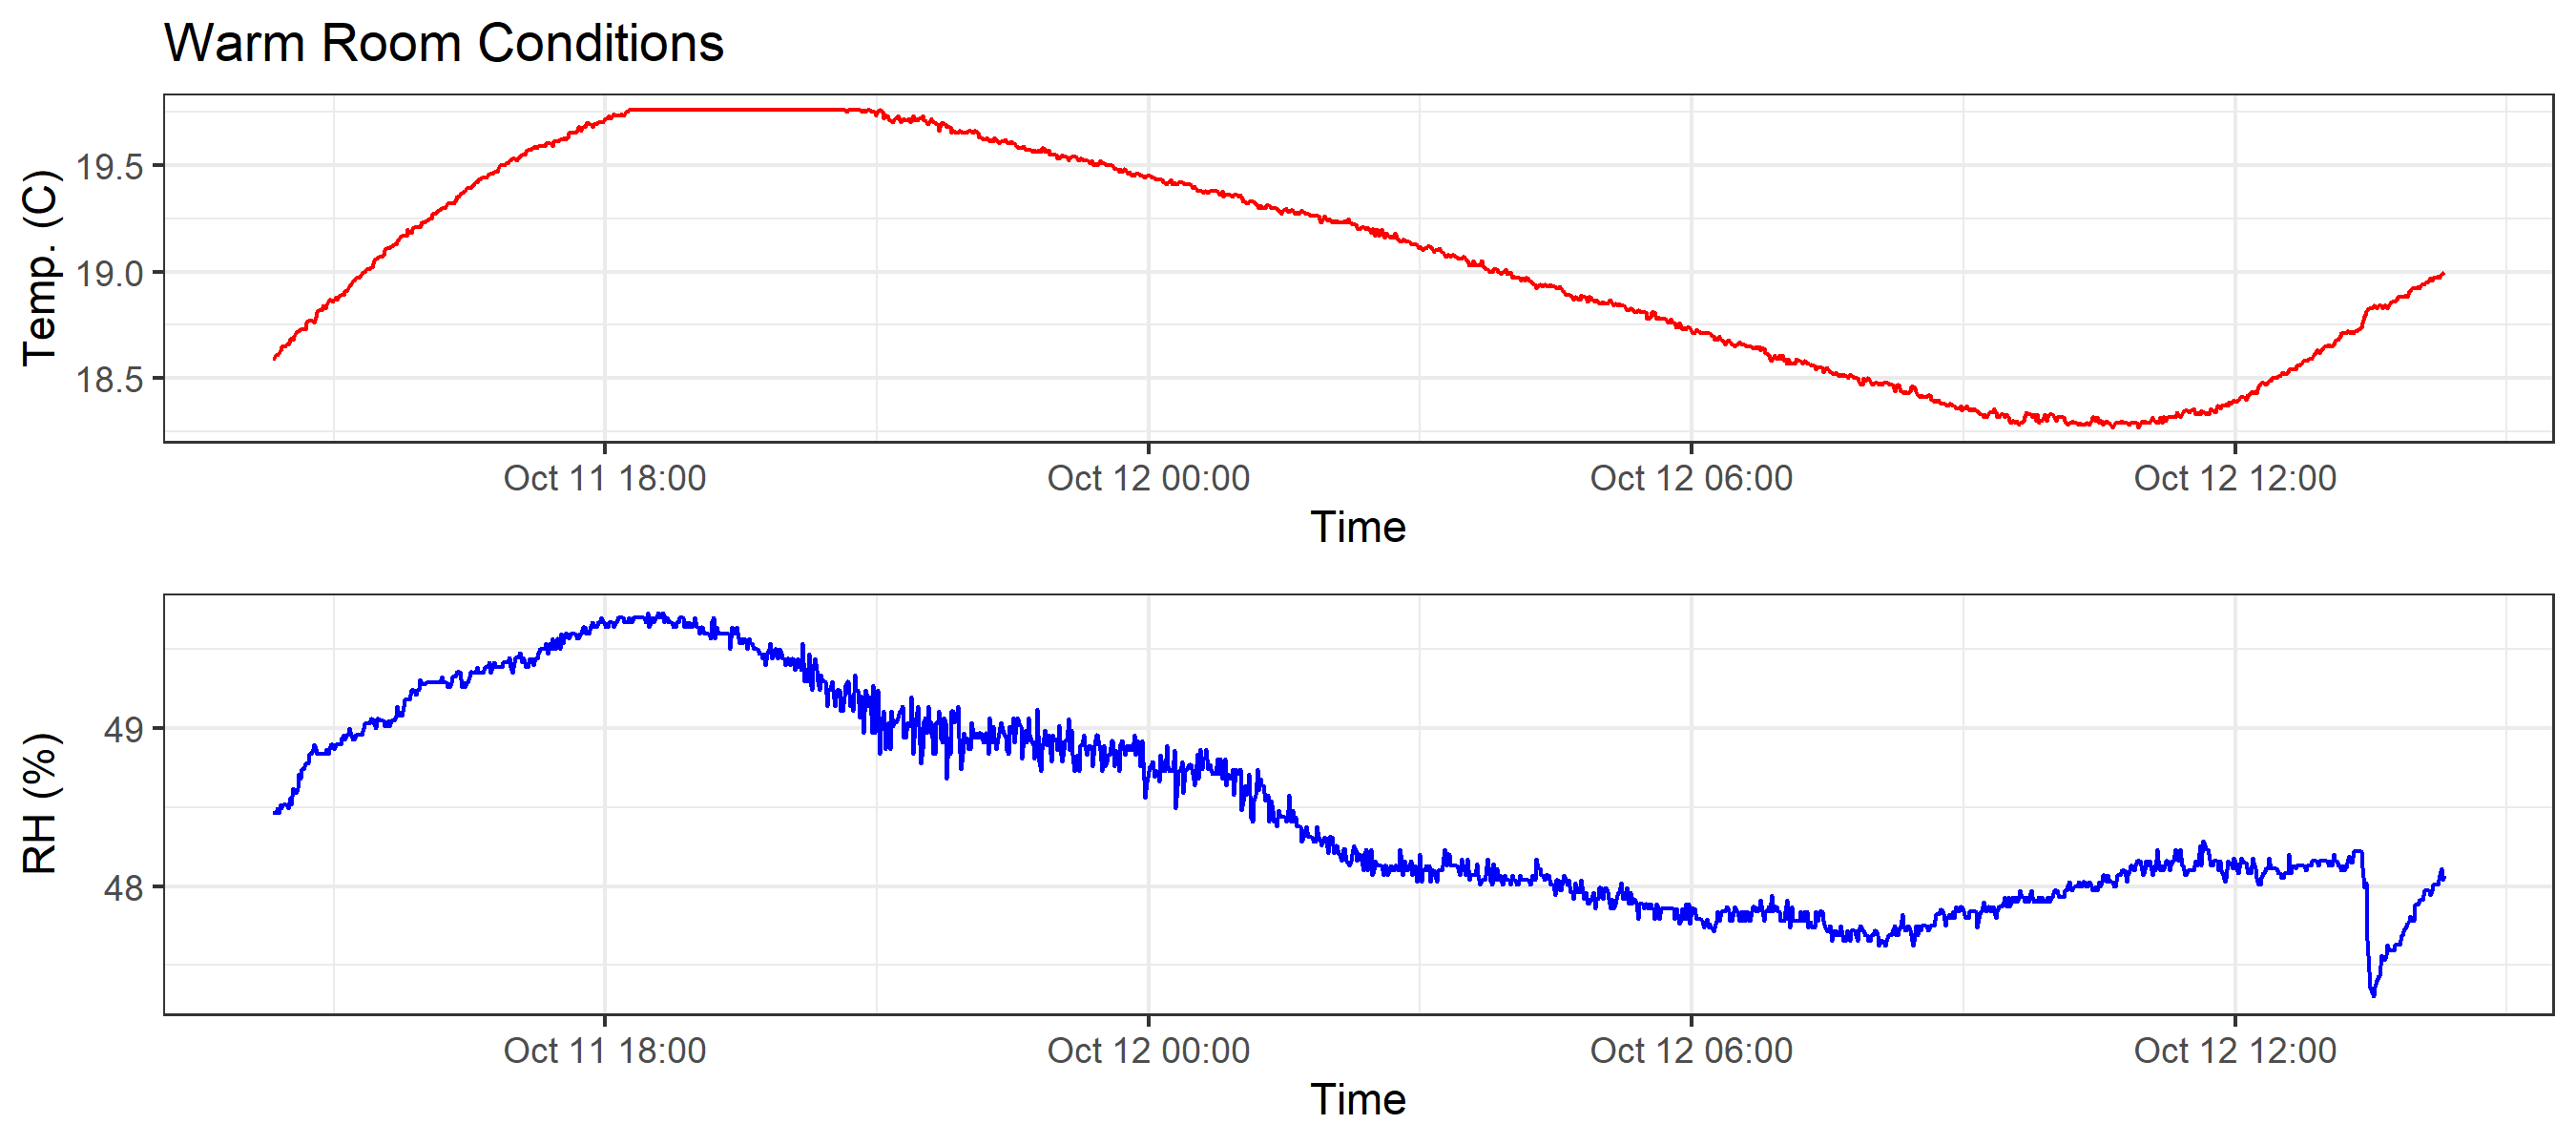 Warm Room Conditions
Temp. (C)
19.5
19.0
18.5
Oct 11 18:00 Oct 12 00:00 Oct 12 06:00 Oct 12 12:00
Time
RH (%)
49
48
Oct 11 18:00 Oct 12 00:00 Oct 12 06:00 Oct 12 12:00
Time